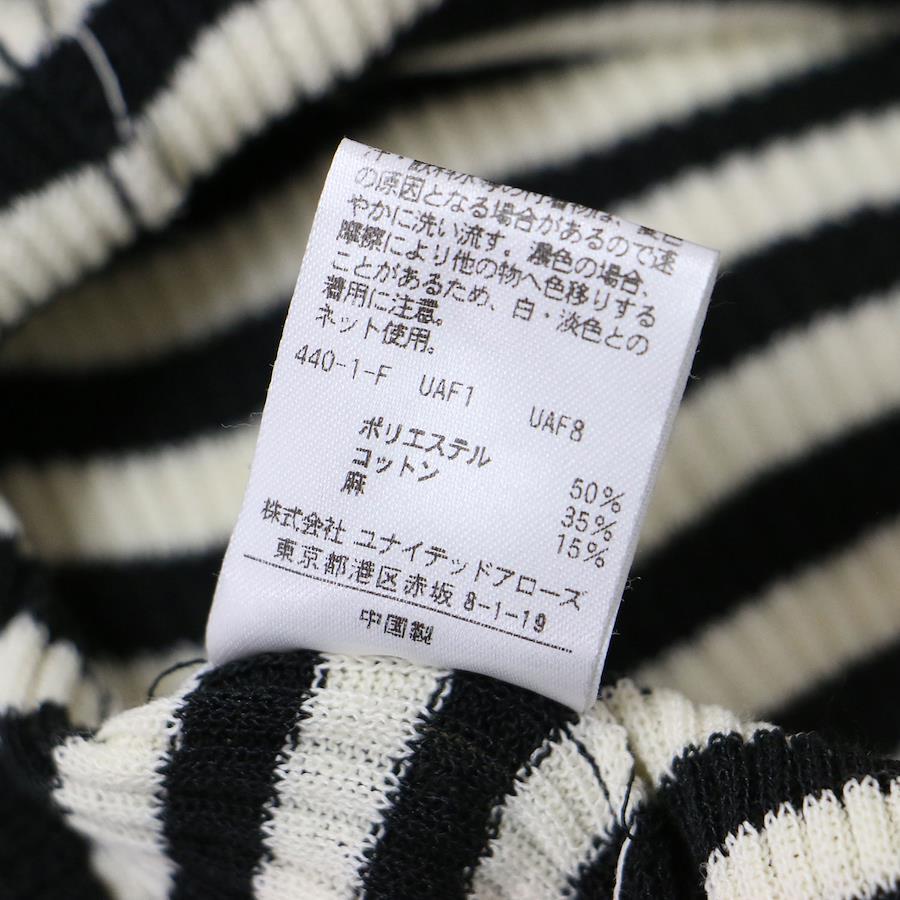 の原因となる場合があるので速
やかに洗い流す。濃色の場合、
摩擦により他の物へ色移りする
ことがあるため、白・淡色との
着用に注意。
ネット使用。
440-1-F UAF1 UAF8
ポリエステル 50%
コットン 35%
麻 15%
株式会社 ユナイテッドアローズ
東京都港区赤坂 8-1-19
中国製